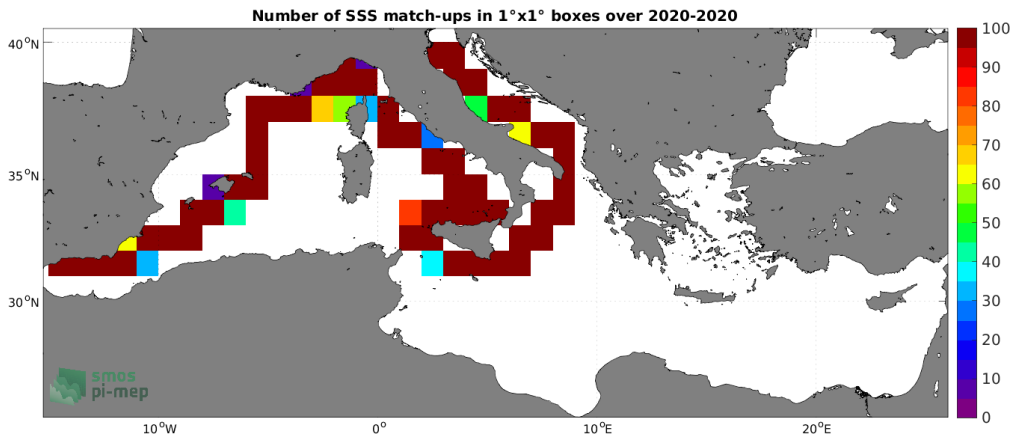 Number of SSS match-ups in 1°x1° boxes over 2020-2020
40°N
35°N
30°N
10°W
0°
10°E
20°E
100
90
80
70
60
50
40
30
20
10
0
smos
pi-mep